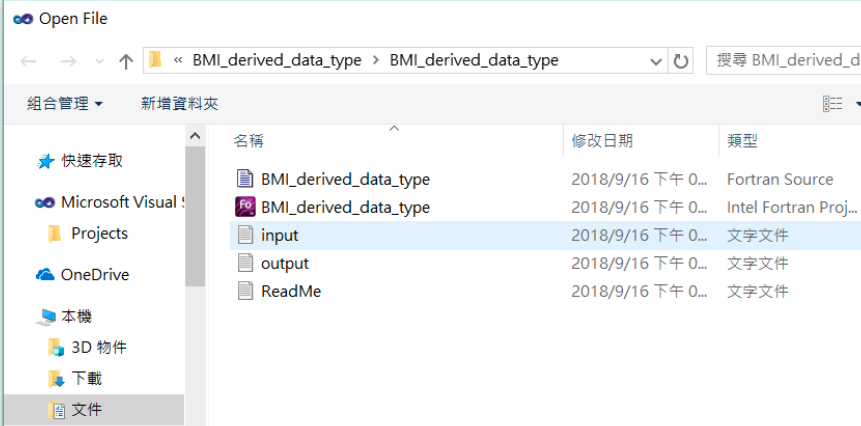 Open File
« BMI_derived_data_type > BMI_derived_data_type
搜尋 BMI_derived_d
組合管理 新增資料夾
名稱 修改日期 類型
快速存取
Microsoft Visual S
Projects
OneDrive
本機
3D 物件
下載
文件
BMI_derived_data_type 2018/9/16 下午 0... Fortran Source
BMI_derived_data_type 2018/9/16 下午 0... Intel Fortran Proj...
input 2018/9/16 下午 0... 文字文件
output 2018/9/16 下午 0... 文字文件
ReadMe 2018/9/16 下午 0... 文字文件